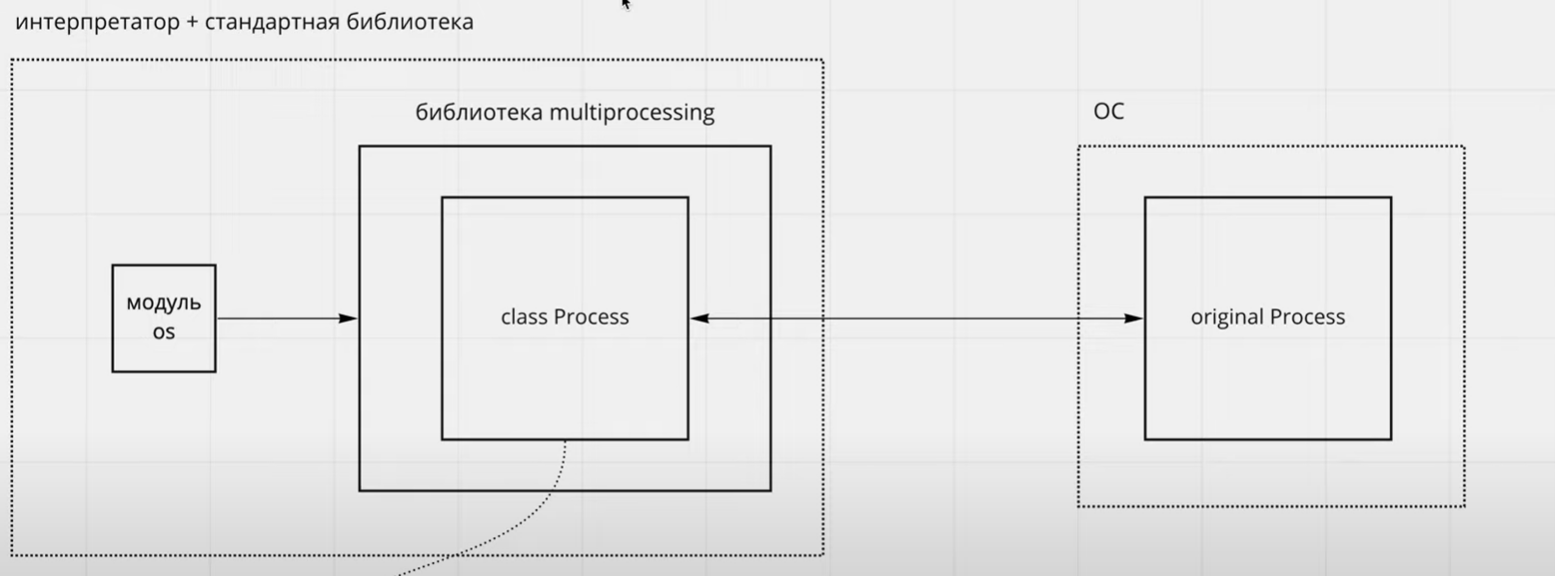 интерпретатор + стандартная библиотека
библиотека multiprocessing
ОС
модуль
os
class Process
original Process